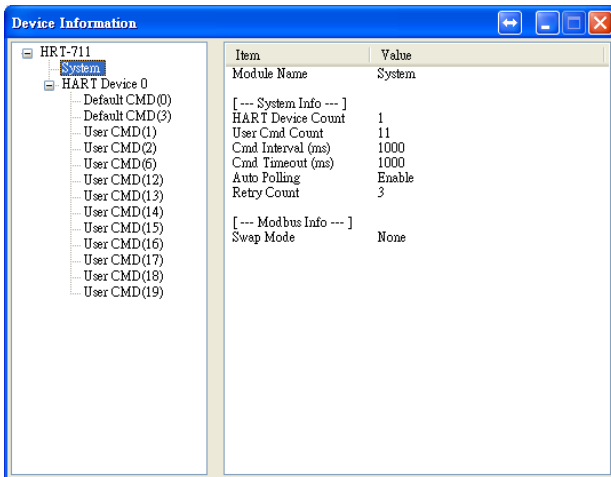 Device Information
HRT-711
System
HART Device 0
Default CMD(0)
Default CMD(3)
User CMD(1)
User CMD(2)
User CMD(6)
User CMD(12)
User CMD(13)
User CMD(14)
User CMD(15)
User CMD(16)
User CMD(17)
User CMD(18)
User CMD(19)
Item Value
Module Name System
[ --- System Info --- ]
HART Device Count 1
User Cmd Count 11
Cmd Interval (ms) 1000
Cmd Timeout (ms) 1000
Auto Polling Enable
Retry Count 3
[ --- Modbus Info --- ]
Swap Mode None